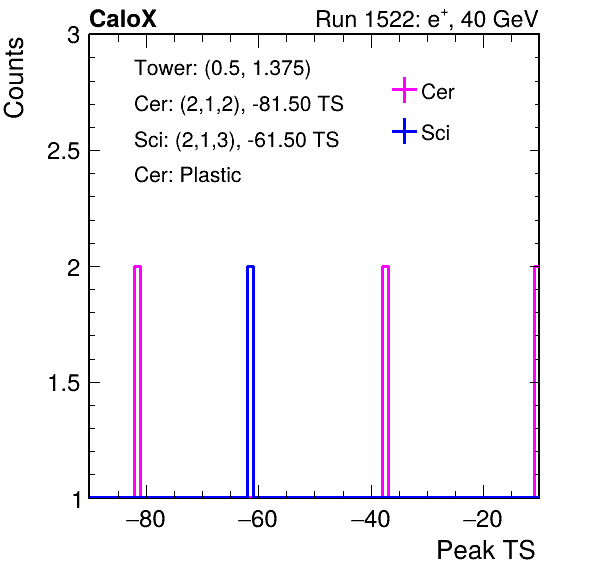 CaloX Run 1522: e⁺, 40 GeV
Counts
3
2.5
2
1.5
1
Tower: (0.5, 1.375)
Cer: (2,1,2), -81.50 TS
Sci: (2,1,3), -61.50 TS
Cer: Plastic
Cer
Sci
−80 −60 −40 −20
Peak TS